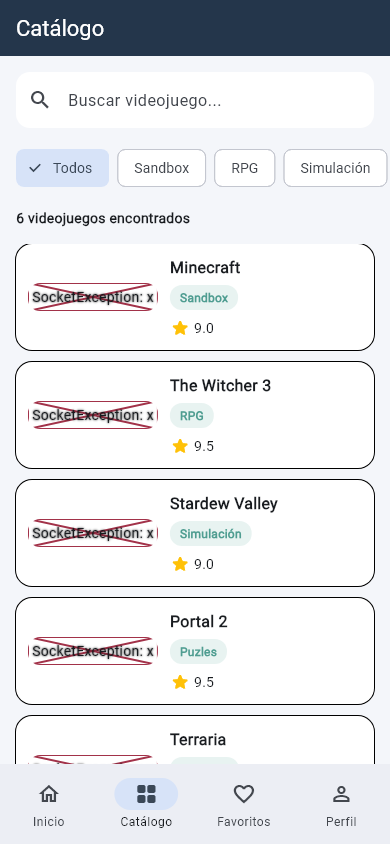 Catálogo
Buscar videojuego...
Todos
Sandbox
RPG
Simulación
6 videojuegos encontrados
Minecraft
SocketException: x
Sandbox
9.0
The Witcher 3
SocketException: x
RPG
9.5
Stardew Valley
SocketException: x
Simulación
9.0
Portal 2
SocketException: x
Puzles
9.5
Terraria
Inicio
Catálogo
Favoritos
Perfil